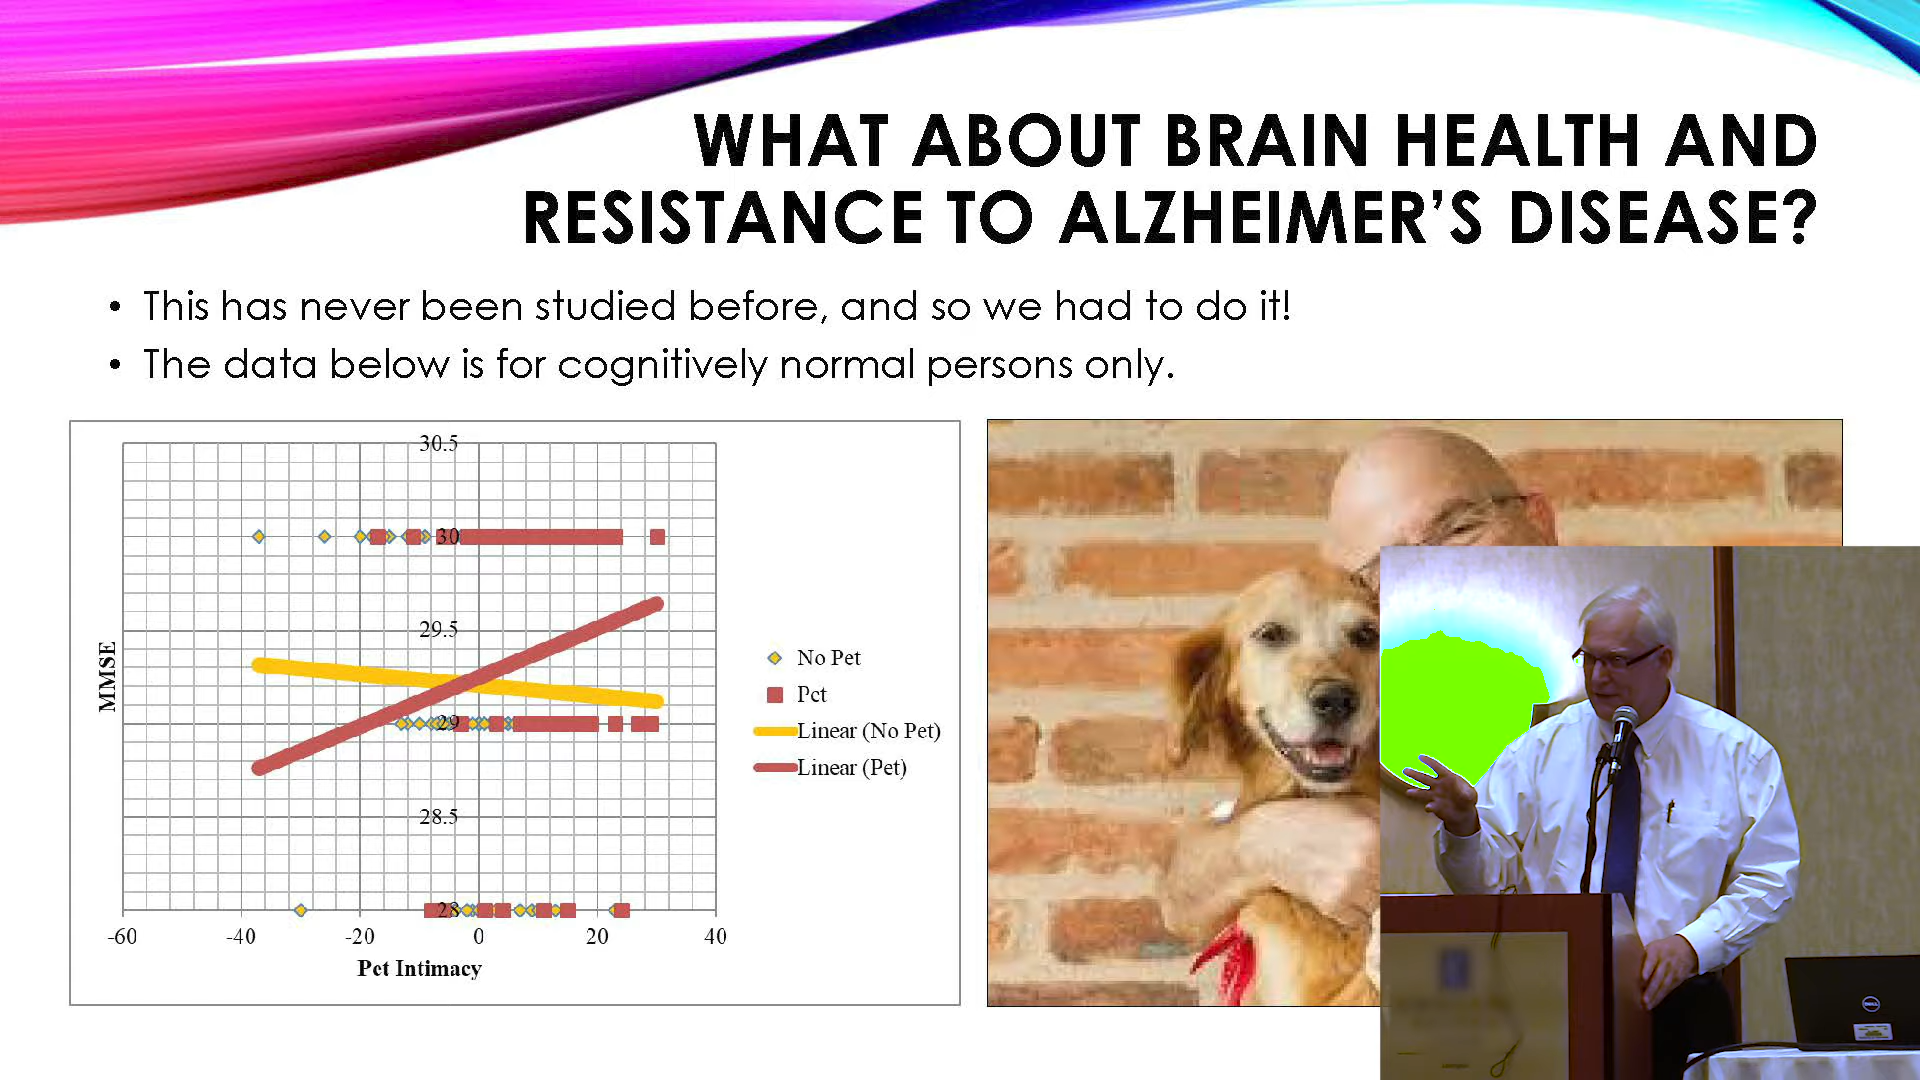 WHAT ABOUT BRAIN HEALTH AND
RESISTANCE TO ALZHEIMER’S DISEASE?
• This has never been studied before, and so we had to do it!
• The data below is for cognitively normal persons only.
30.5
30
29.5
29
28.5
28
MMSE
-60 -40 -20 0 20 40
Pet Intimacy
No Pet
Pet
Linear (No Pet)
Linear (Pet)
DELL